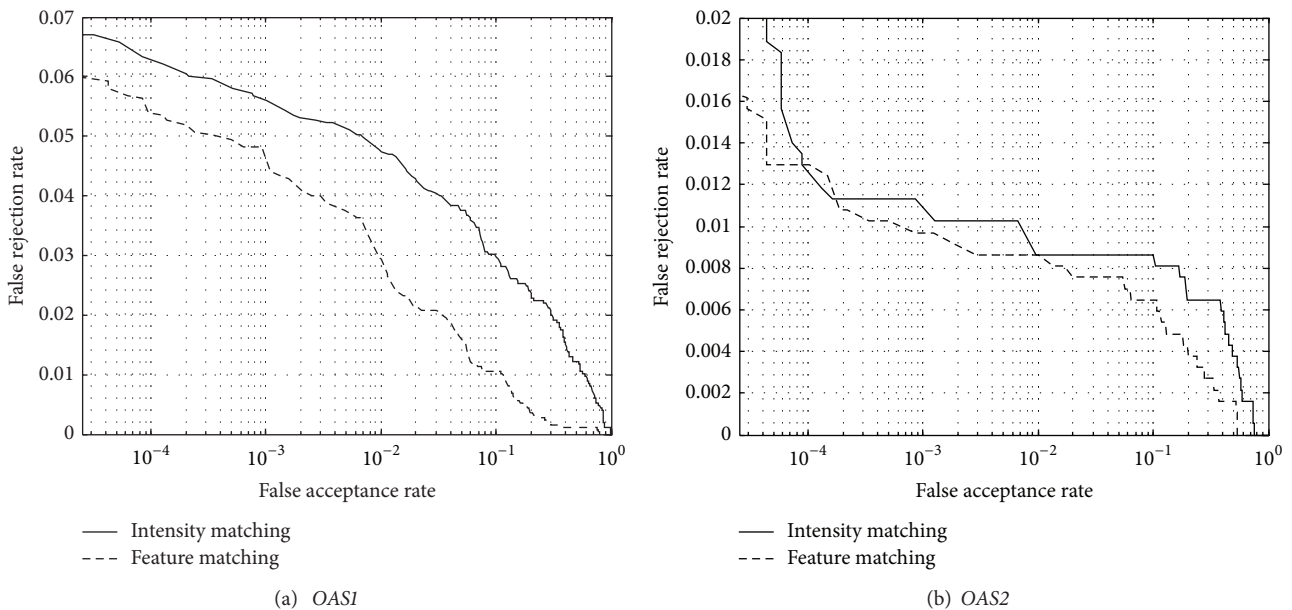 0.07
0.06
0.05
0.04
0.03
0.02
0.01
0
False rejection rate
10⁻⁴ 10⁻³ 10⁻² 10⁻¹ 10⁰
False acceptance rate
Intensity matching
Feature matching
(a) OAS1
0.02
0.018
0.016
0.014
0.012
0.01
0.008
0.006
0.004
0.002
0
False rejection rate
10⁻⁴ 10⁻³ 10⁻² 10⁻¹ 10⁰
False acceptance rate
Intensity matching
Feature matching
(b) OAS2